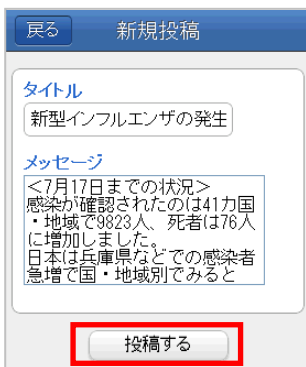 戻る
新規投稿
タイトル
新型インフルエンザの発生
メッセージ
<7月17日までの状況>
感染が確認されたのは41カ国
・地域で9823人、死者は76人
に増加しました。
日本は兵庫県などでの感染者
急増で国・地域別でみると
投稿する